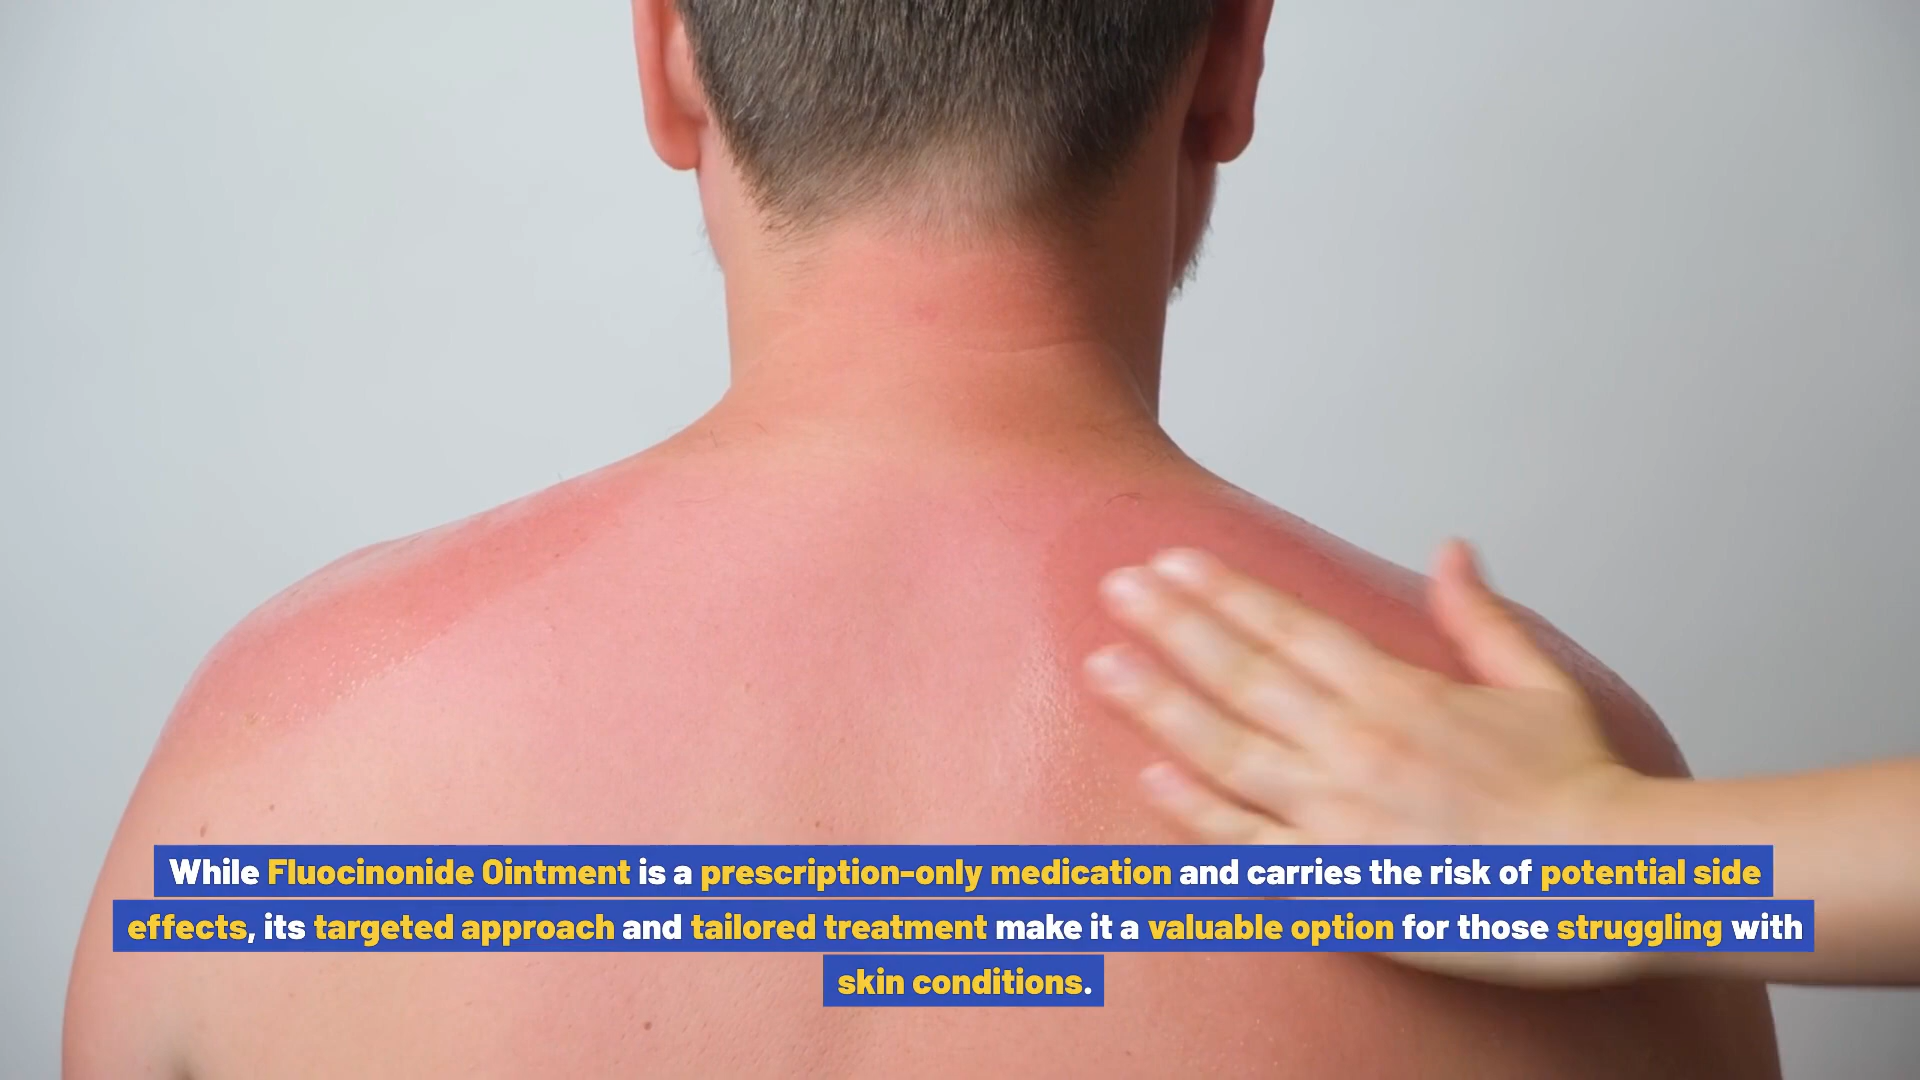 While Fluocinonide Ointment is a prescription-only medication and carries the risk of potential side
effects, its targeted approach and tailored treatment make it a valuable option for those struggling with
skin conditions.